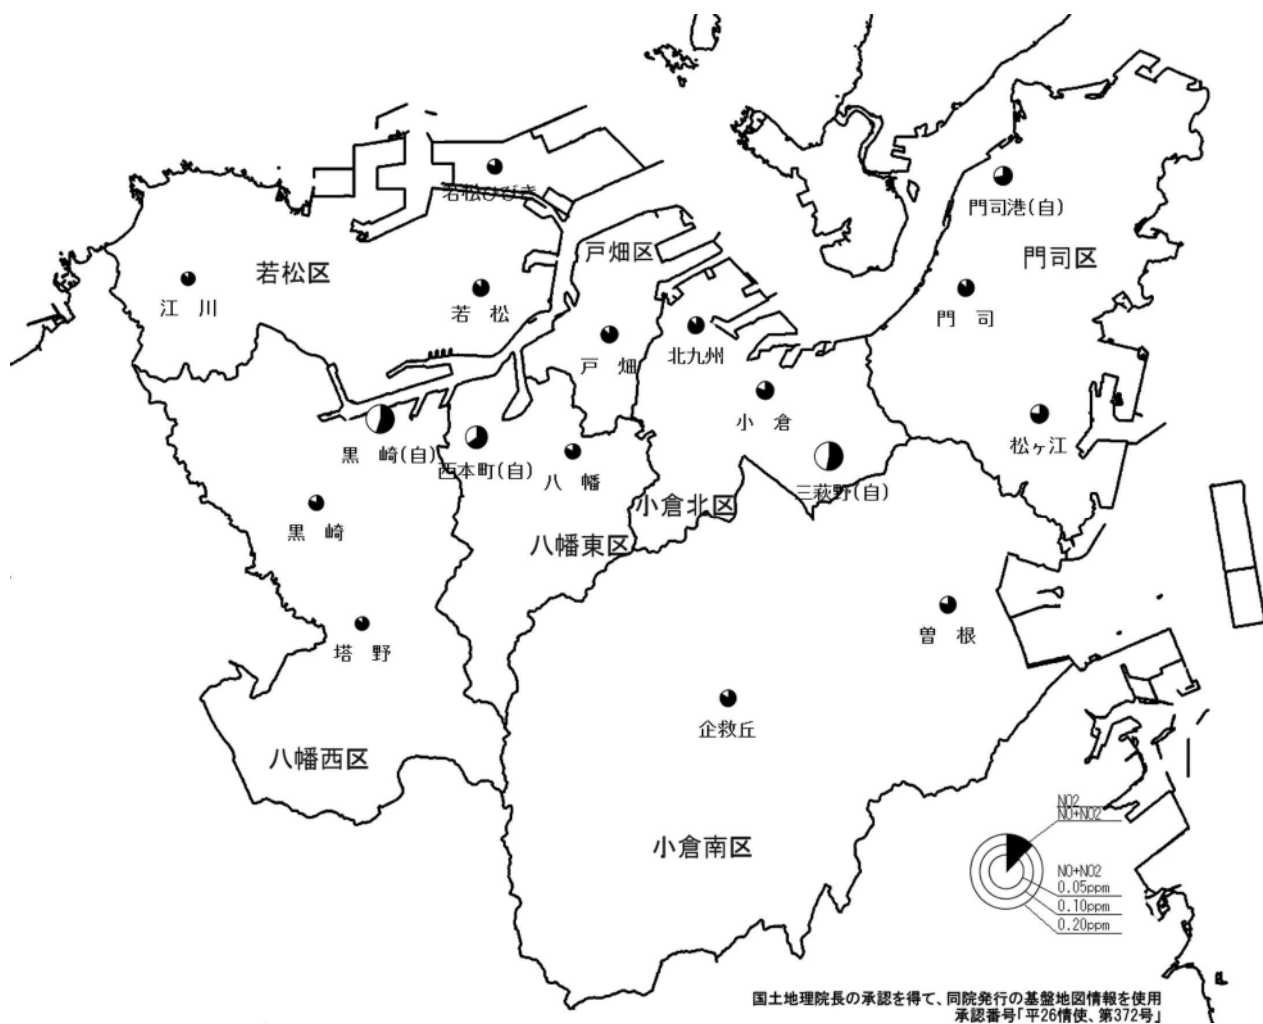 若松ひびき
門司港(自)
戸畑区
門司区
若松区
江川
若松
門司
戸畑
北九州
小倉
松ヶ江
黒崎(自)
西本町(自)
八幡
三萩野(自)
小倉北区
黒崎
八幡東区
曽根
塔野
企救丘
八幡西区
小倉南区
NO2
NO+NO2
NO+NO2
0.05ppm
0.10ppm
0.20ppm
国土地理院長の承認を得て、同院発行の基盤地図情報を使用
承認番号「平26情使、第372号」